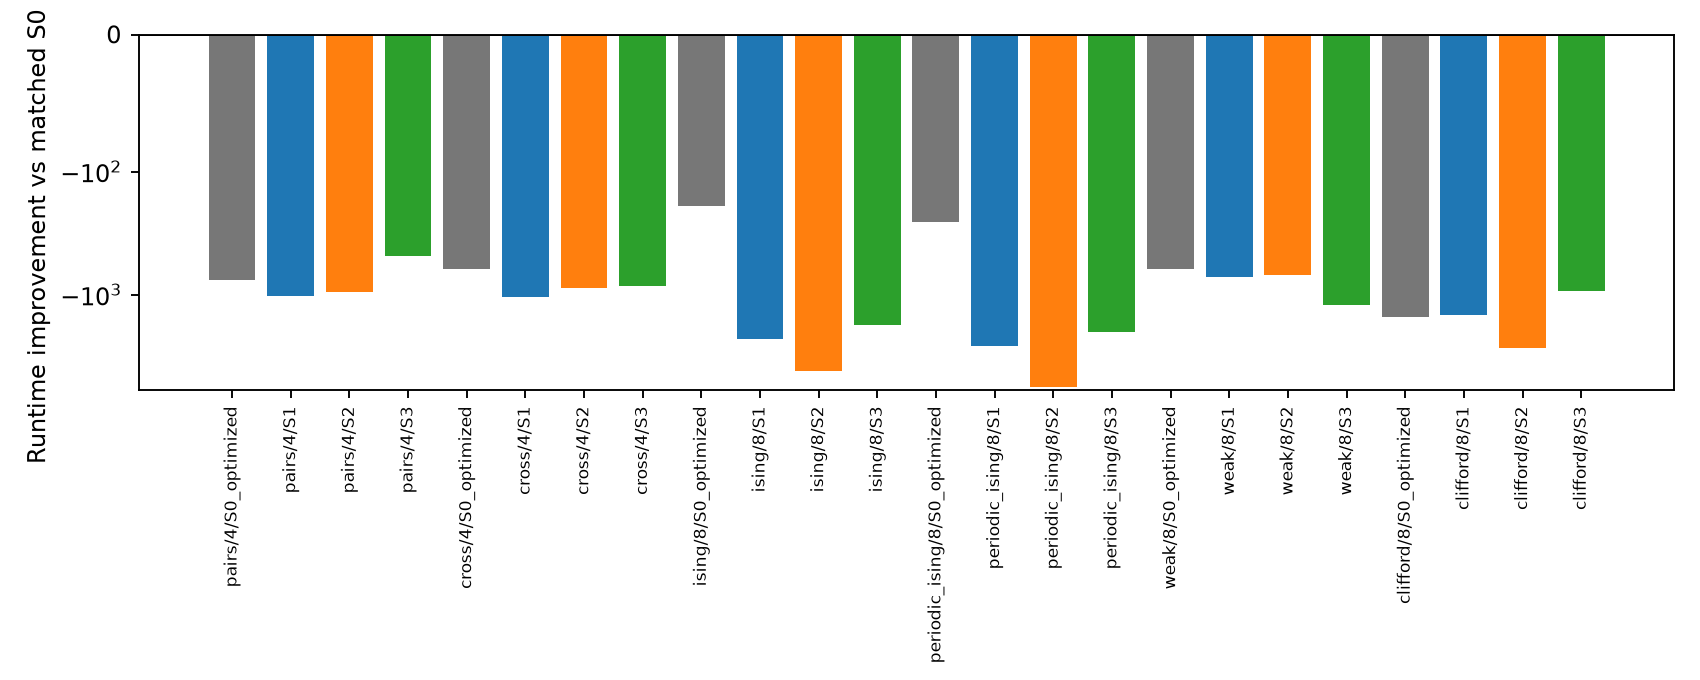 Runtime improvement vs matched S0
0
−10²
−10³
pairs/4/S0_optimized
pairs/4/S1
pairs/4/S2
pairs/4/S3
cross/4/S0_optimized
cross/4/S1
cross/4/S2
cross/4/S3
ising/8/S0_optimized
ising/8/S1
ising/8/S2
ising/8/S3
periodic_ising/8/S0_optimized
periodic_ising/8/S1
periodic_ising/8/S2
periodic_ising/8/S3
weak/8/S0_optimized
weak/8/S1
weak/8/S2
weak/8/S3
clifford/8/S0_optimized
clifford/8/S1
clifford/8/S2
clifford/8/S3